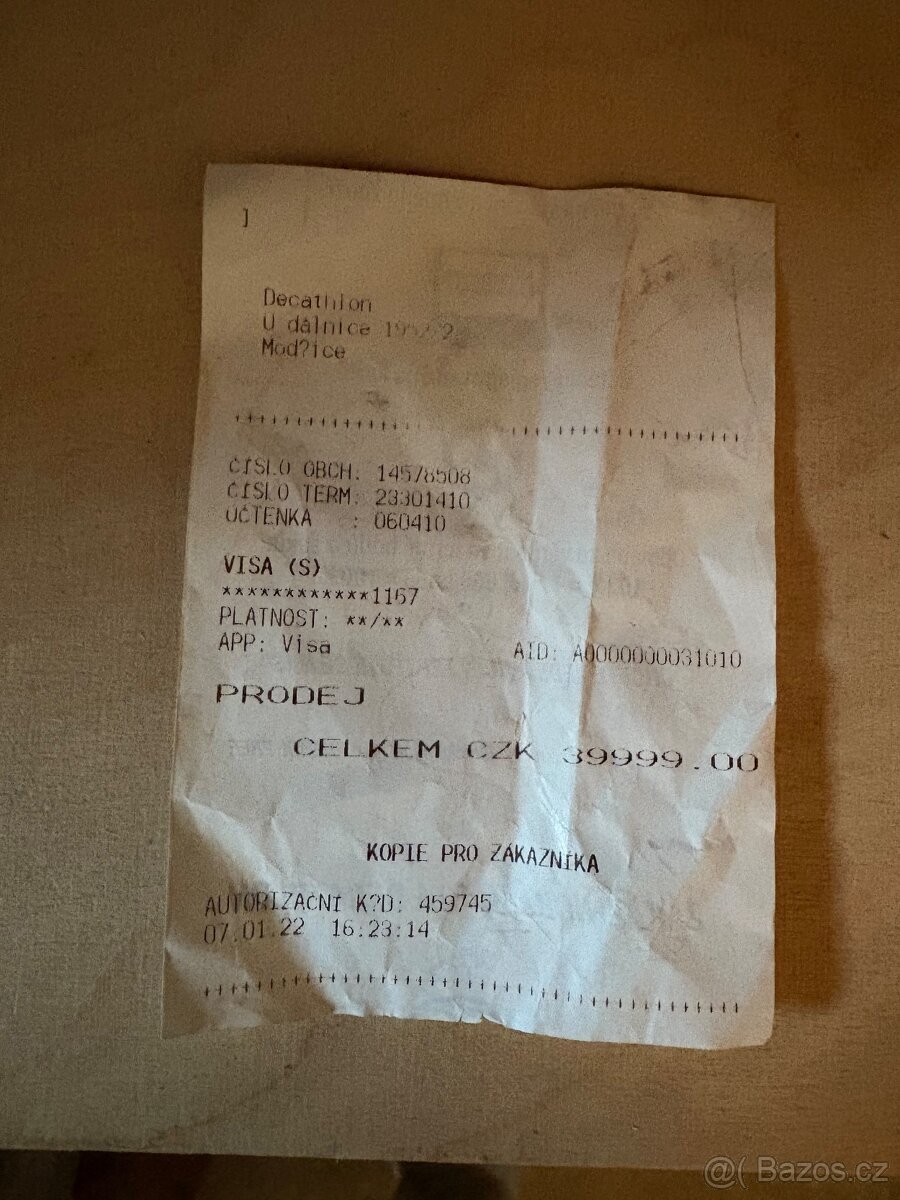 ]
Decathlon
U dálnice
Mod?ice
ČÍSLO OBCH: 14578508
ČÍSLO TERM: 23301410
ÚČTENKA : 060410
VISA (S)
************1167
PLATNOST: **/**
APP: Visa AID: A0000000031010
PRODEJ
CELKEM CZK 39999.00
KOPIE PRO ZÁKAZNÍKA
AUTORIZAČNÍ K?D: 459745
07.01.22 16:23:14
@( Bazos.cz